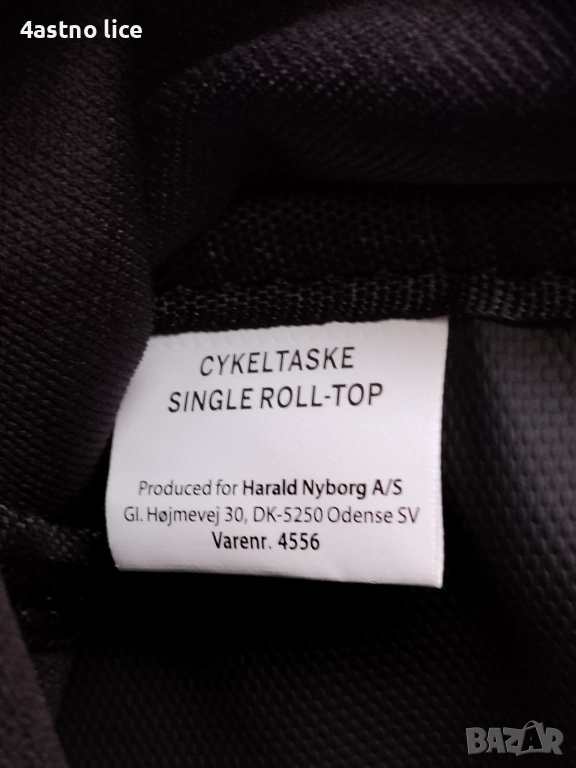 4astno lice
CYKELTASKE
SINGLE ROLL-TOP
Produced for Harald Nyborg A/S
Gl. Højmevej 30, DK-5250 Odense SV
Varenr. 4556
BAZAR